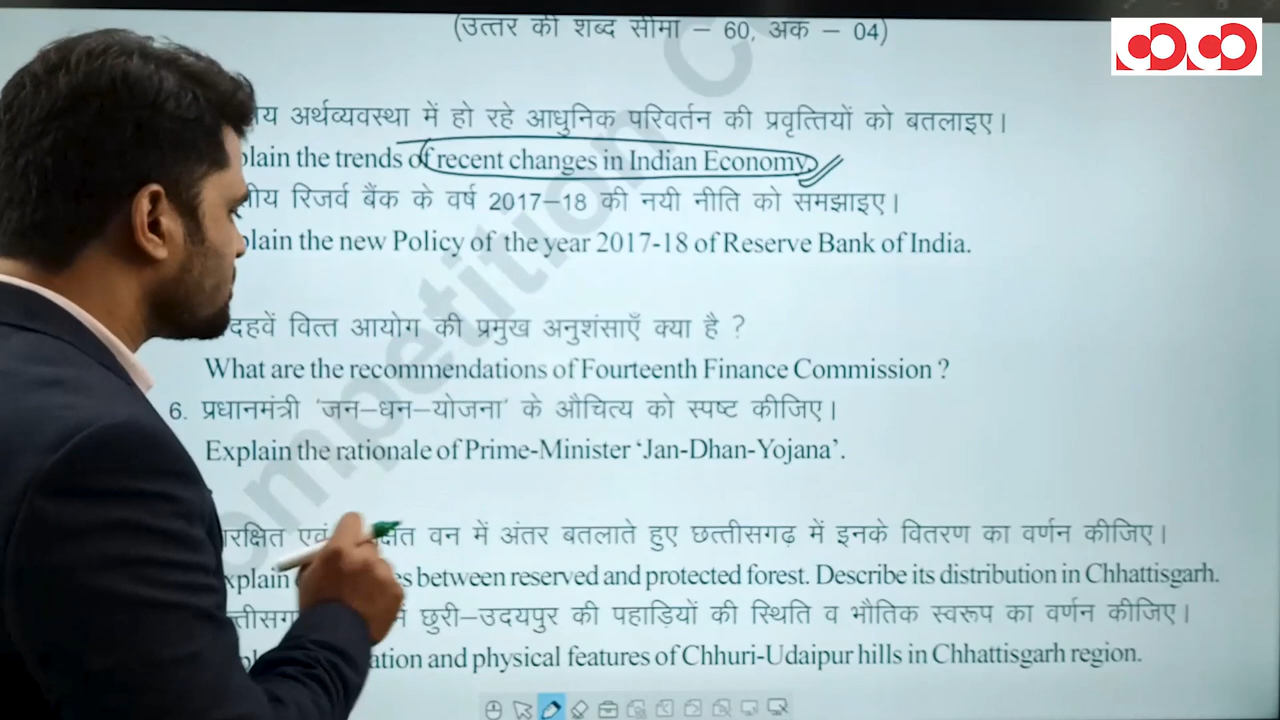 (उत्तर की शब्द सीमा – 60, अंक – 04)
अर्थव्यवस्था में हो रहे आधुनिक परिवर्तन की प्रवृत्तियों को बतलाइए।
the trends of recent changes in Indian Economy.
रिजर्व बैंक के वर्ष 2017–18 की नयी नीति को समझाइए।
the new Policy of the year 2017-18 of Reserve Bank of India.
वित्त आयोग की प्रमुख अनुशंसाएँ क्या है ?
What are the recommendations of Fourteenth Finance Commission ?
6. प्रधानमंत्री 'जन–धन–योजना' के औचित्य को स्पष्ट कीजिए।
Explain the rationale of Prime-Minister ‘Jan-Dhan-Yojana’.
वन में अंतर बतलाते हुए छत्तीसगढ़ में इनके वितरण का वर्णन कीजिए।
between reserved and protected forest. Describe its distribution in Chhattisgarh.
में छुरी–उदयपुर की पहाड़ियों की स्थिति व भौतिक स्वरूप का वर्णन कीजिए।
and physical features of Chhuri-Udaipur hills in Chhattisgarh region.